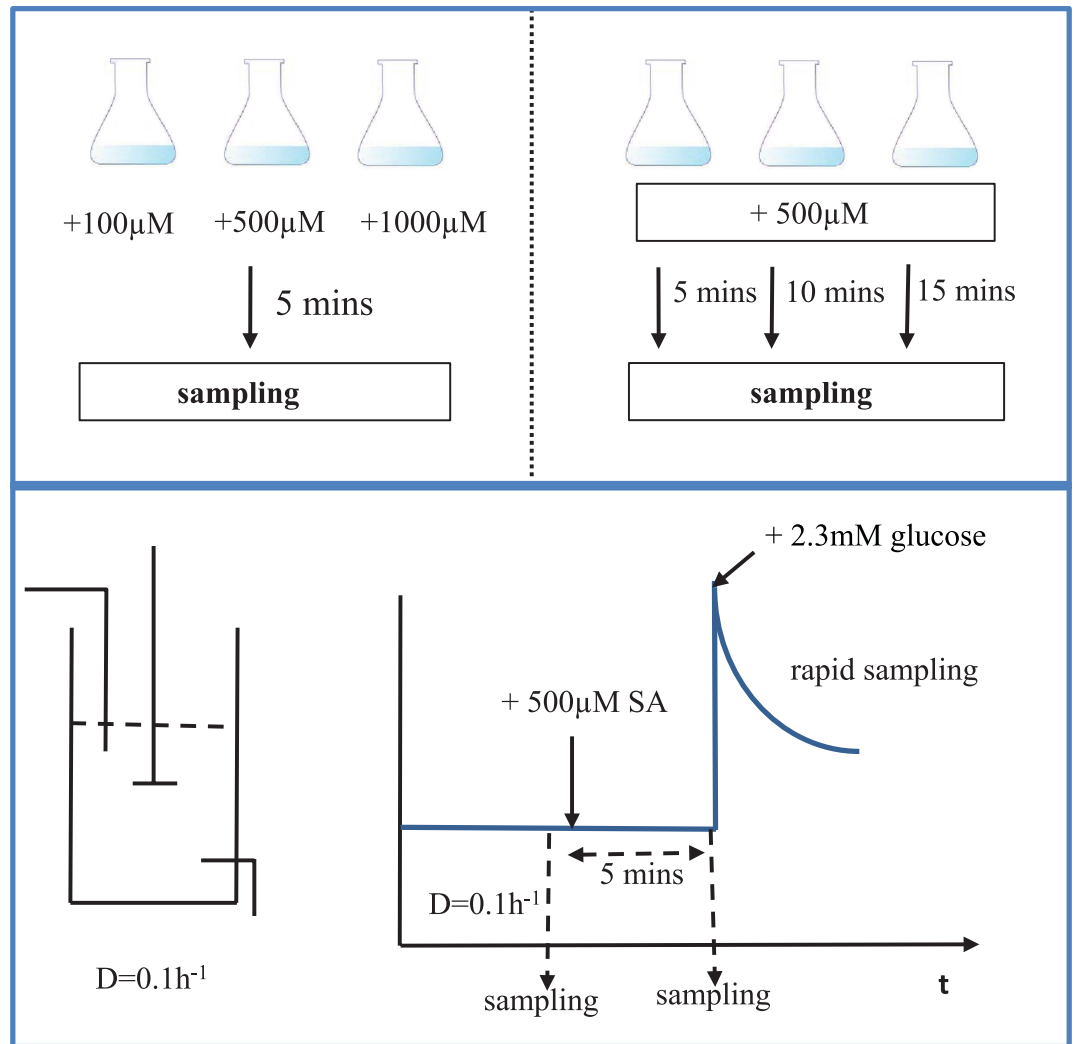 +100µM
+500µM
+1000µM
5 mins
sampling
+ 500µM
5 mins
10 mins
15 mins
sampling
+ 2.3mM glucose
rapid sampling
+ 500µM SA
5 mins
D=0.1h-1
D=0.1h-1
sampling
sampling
t